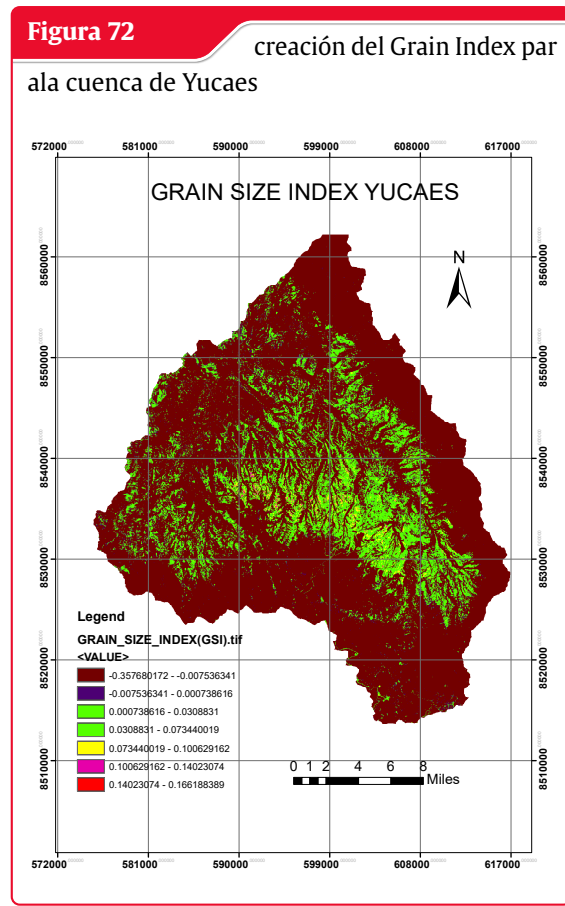 Figura 72
creación del Grain Index par
ala cuenca de Yucaes
572000 581000 590000 599000 608000 617000
GRAIN SIZE INDEX YUCAES
N
8560000 8560000
8550000 8550000
8540000 8540000
8530000 8530000
8520000 8520000
8510000 8510000
Legend
GRAIN_SIZE_INDEX(GSI).tif
<VALUE>
-0.357680172 - -0.007536341
-0.007536341 - 0.000738616
0.000738616 - 0.0308831
0.0308831 - 0.073440019
0.073440019 - 0.100629162
0.100629162 - 0.14023074
0.14023074 - 0.166188389
0 1 2 4 6 8
Miles
572000 581000 590000 599000 608000 617000